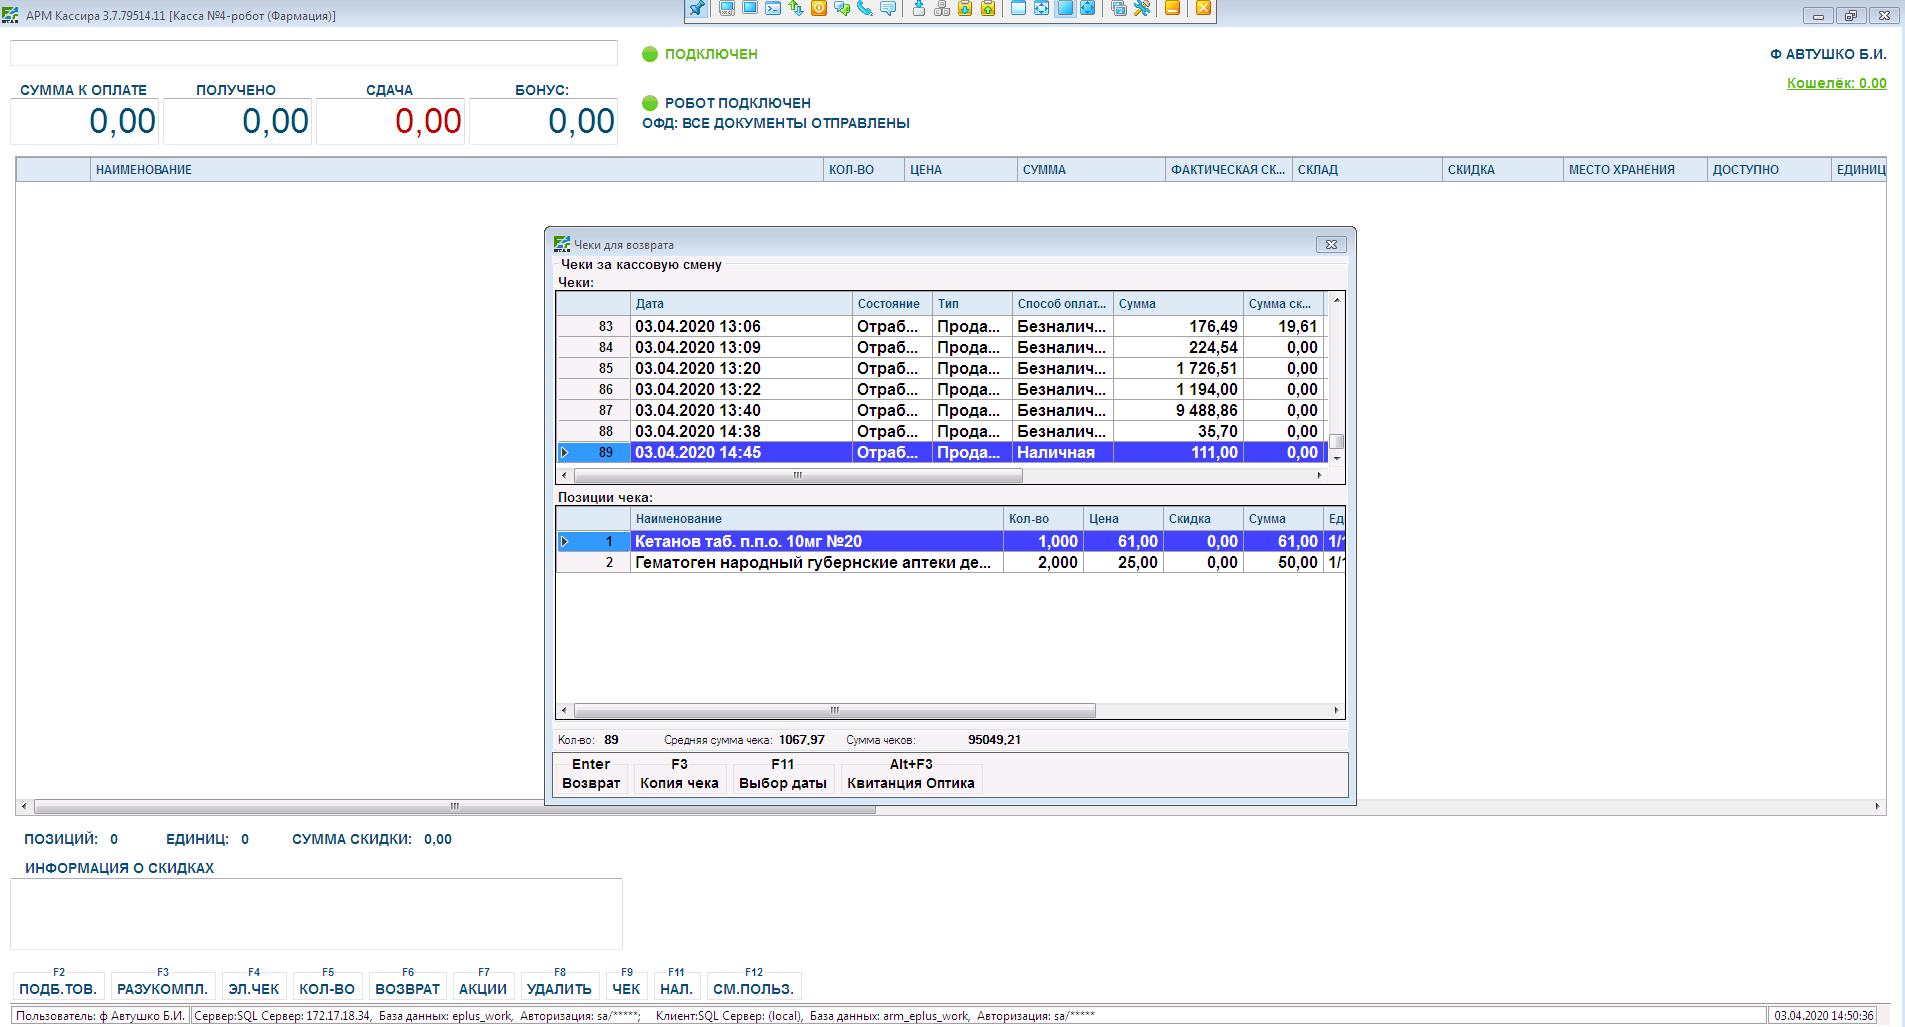 АРМ Кассира 3.7.79514.11 [Касса №4-робот (Фармация)]
ПОДКЛЮЧЕН
Ф АВТУШКО Б.И.
Кошелёк: 0.00
СУММА К ОПЛАТЕ ПОЛУЧЕНО СДАЧА БОНУС:
0,00 0,00 0,00 0,00
РОБОТ ПОДКЛЮЧЕН
ОФД: ВСЕ ДОКУМЕНТЫ ОТПРАВЛЕНЫ
НАИМЕНОВАНИЕ КОЛ-ВО ЦЕНА СУММА ФАКТИЧЕСКАЯ СК... СКЛАД СКИДКА МЕСТО ХРАНЕНИЯ ДОСТУПНО ЕДИНИЦ
Чеки для возврата
Чеки за кассовую смену
Чеки:
Дата Состояние Тип Способ оплат... Сумма Сумма ск...
83 03.04.2020 13:06 Отраб... Прода... Безналич... 176,49 19,61
84 03.04.2020 13:09 Отраб... Прода... Безналич... 224,54 0,00
85 03.04.2020 13:20 Отраб... Прода... Безналич... 1 726,51 0,00
86 03.04.2020 13:22 Отраб... Прода... Безналич... 1 194,00 0,00
87 03.04.2020 13:40 Отраб... Прода... Безналич... 9 488,86 0,00
88 03.04.2020 14:38 Отраб... Прода... Безналич... 35,70 0,00
89 03.04.2020 14:45 Отраб... Прода... Наличная 111,00 0,00
Позиции чека:
Наименование Кол-во Цена Скидка Сумма Ед
1 Кетанов таб. п.п.о. 10мг №20 1,000 61,00 0,00 61,00 1/1
2 Гематоген народный губернские аптеки де... 2,000 25,00 0,00 50,00 1/1
Кол-во: 89 Средняя сумма чека: 1067,97 Сумма чеков: 95049,21
Enter F3 F11 Alt+F3
Возврат Копия чека Выбор даты Квитанция Оптика
ПОЗИЦИЙ: 0 ЕДИНИЦ: 0 СУММА СКИДКИ: 0,00
ИНФОРМАЦИЯ О СКИДКАХ
F2 F3 F4 F5 F6 F7 F8 F9 F11 F12
ПОДБ.ТОВ. РАЗУКОМПЛ. ЭЛ.ЧЕК КОЛ-ВО ВОЗВРАТ АКЦИИ УДАЛИТЬ ЧЕК НАЛ. СМ.ПОЛЬЗ.
Пользователь: ф Автушко Б.И. Сервер:SQL Сервер: 172.17.18.34, База данных: eplus_work, Авторизация: sa/*****; Клиент:SQL Сервер: (local), База данных: arm_eplus_work, Авторизация: sa/***** 03.04.2020 14:50:36